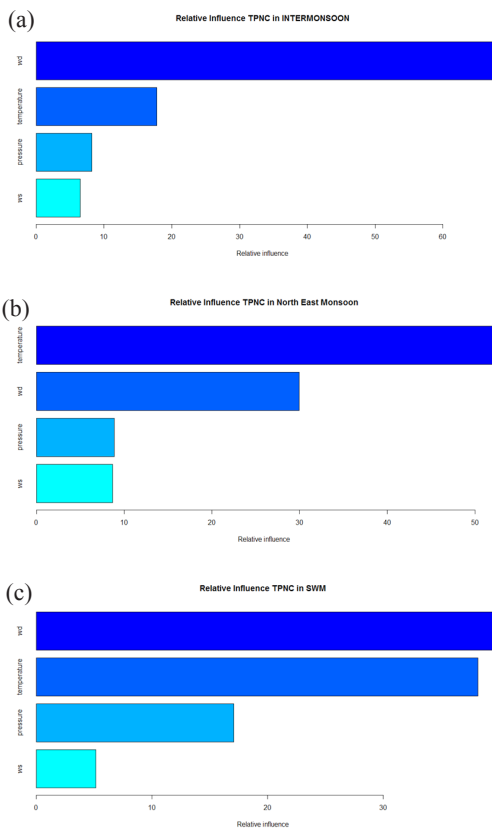 (a)
Relative Influence TPNC in INTERMONSOON
wd
temperature
pressure
ws
0 10 20 30 40 50 60
Relative influence
(b)
Relative Influence TPNC in North East Monsoon
temperature
wd
pressure
ws
0 10 20 30 40 50
Relative influence
(c)
Relative Influence TPNC in SWM
wd
temperature
pressure
ws
0 10 20 30
Relative influence